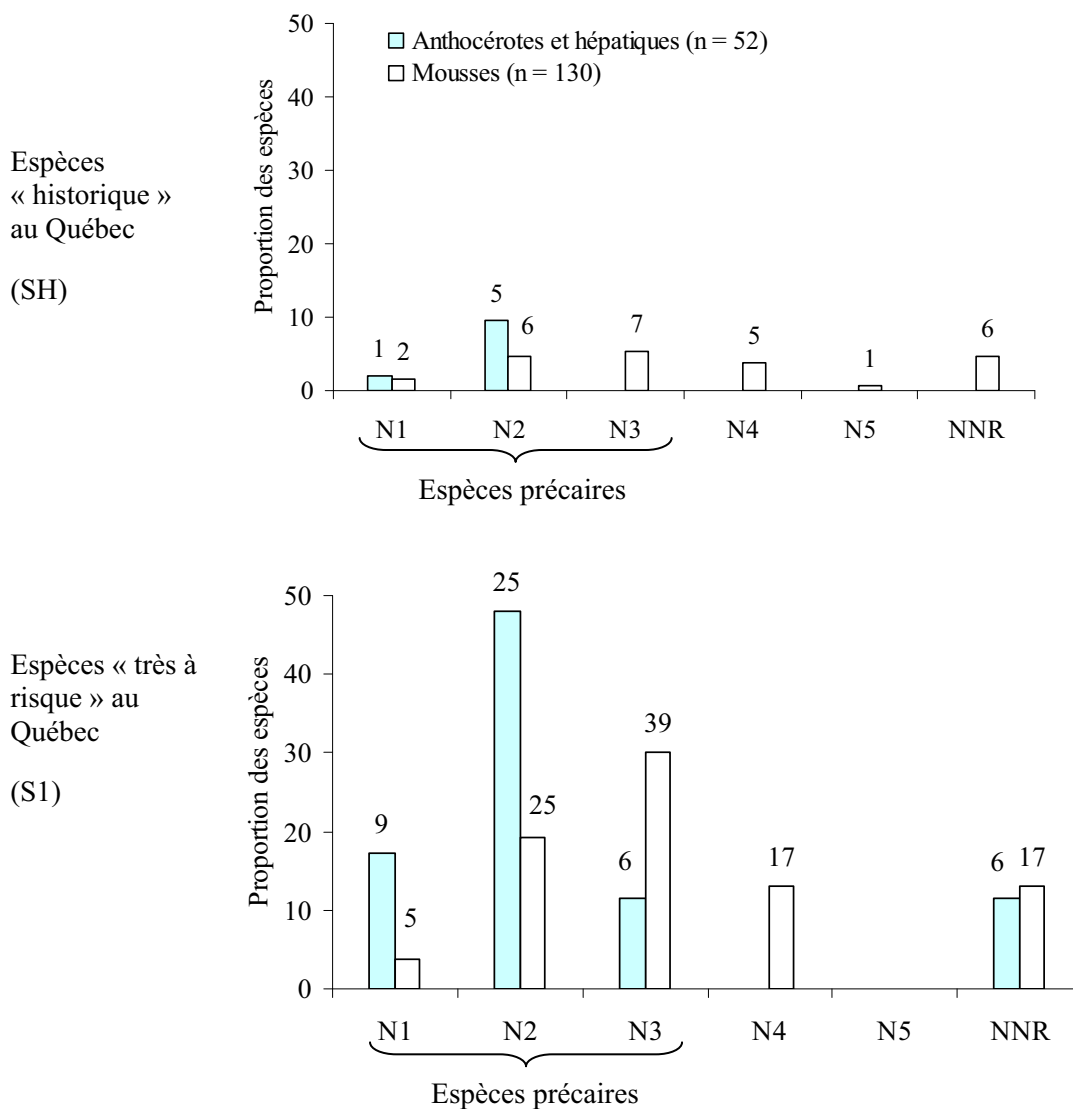 50
Anthocérotes et hépatiques (n = 52)
Mousses (n = 130)
40
30
20
10
0
Proportion des espèces
Espèces
« historique »
au Québec
(SH)
1 2
5
6
7
5
1
6
N1 N2 N3 N4 N5 NNR
Espèces précaires
50
40
30
20
10
0
Proportion des espèces
Espèces « très à
risque » au
Québec
(S1)
9
5
25
25
6
39
17
6 17
N1 N2 N3 N4 N5 NNR
Espèces précaires